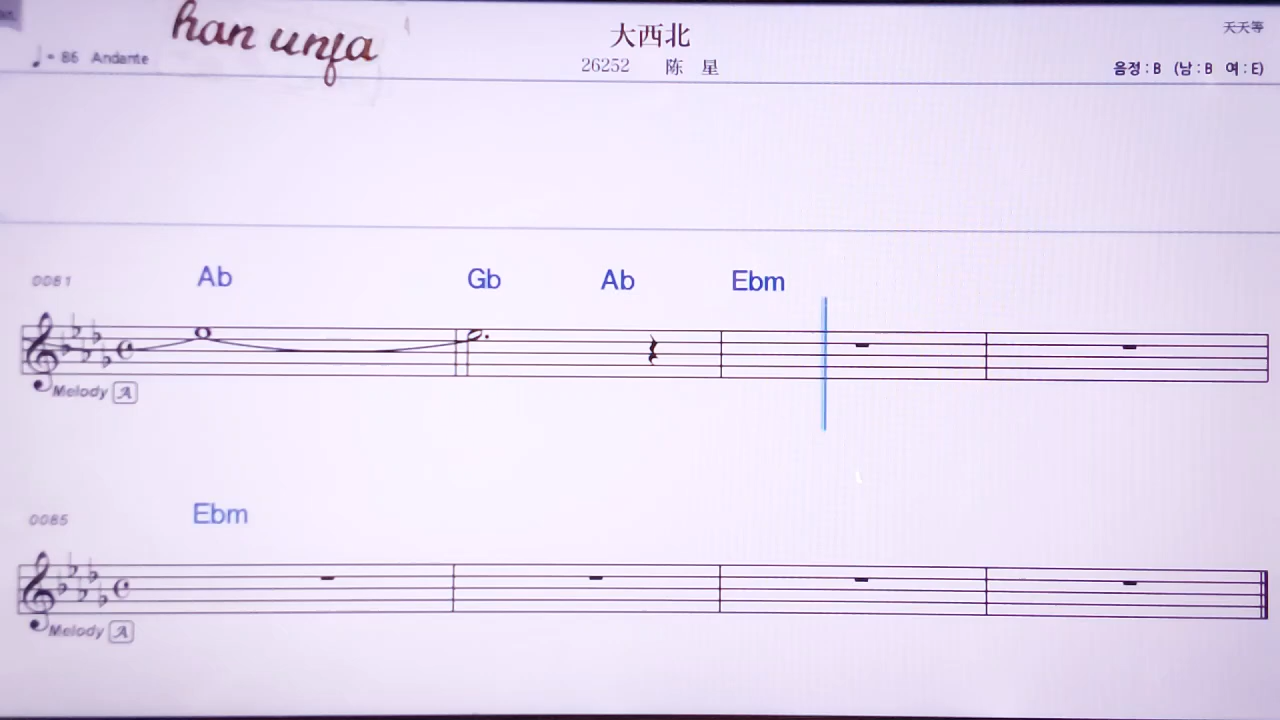 han unfa
大西北
天天等
♩= 86 Andante
26252 陈 星
음정 : B (남 : B 여 : E)
0081 Ab Gb Ab Ebm
Melody A
0085 Ebm
Melody A